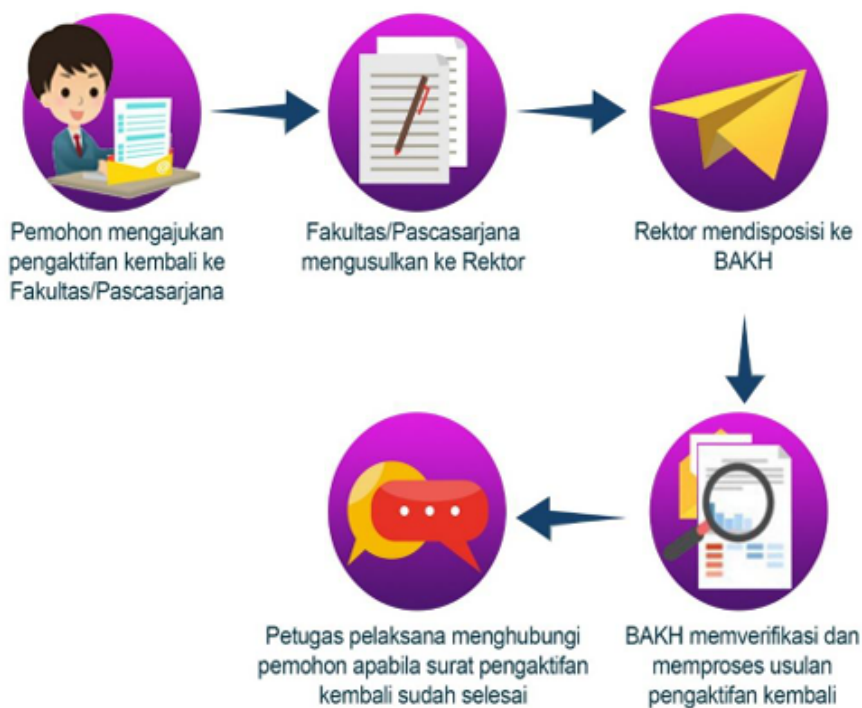 Pemohon mengajukan
pengaktifan kembali ke
Fakultas/Pascasarjana
Fakultas/Pascasarjana
mengusulkan ke Rektor
Rektor mendisposisi ke
BAKH
BAKH memverifikasi dan
memproses usulan
pengaktifan kembali
Petugas pelaksana menghubungi
pemohon apabila surat pengaktifan
kembali sudah selesai